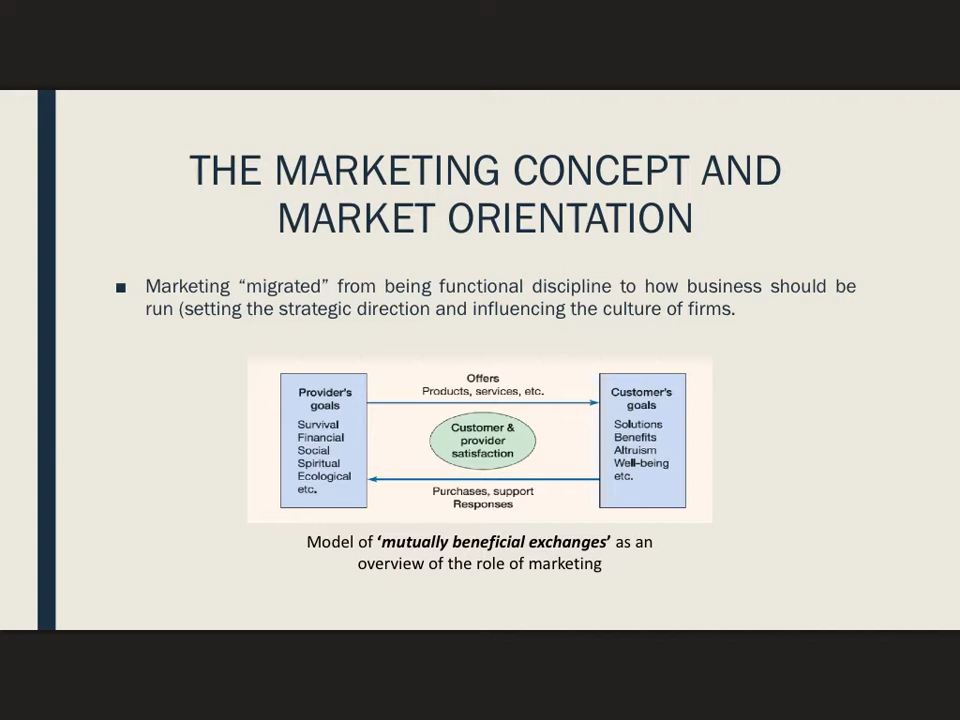 THE MARKETING CONCEPT AND
MARKET ORIENTATION
■ Marketing “migrated” from being functional discipline to how business should be
run (setting the strategic direction and influencing the culture of firms.
Provider's
goals
Survival
Financial
Social
Spiritual
Ecological
etc.
Offers
Products, services, etc.
Customer &
provider
satisfaction
Purchases, support
Responses
Customer's
goals
Solutions
Benefits
Altruism
Well-being
etc.
Model of ‘mutually beneficial exchanges’ as an
overview of the role of marketing